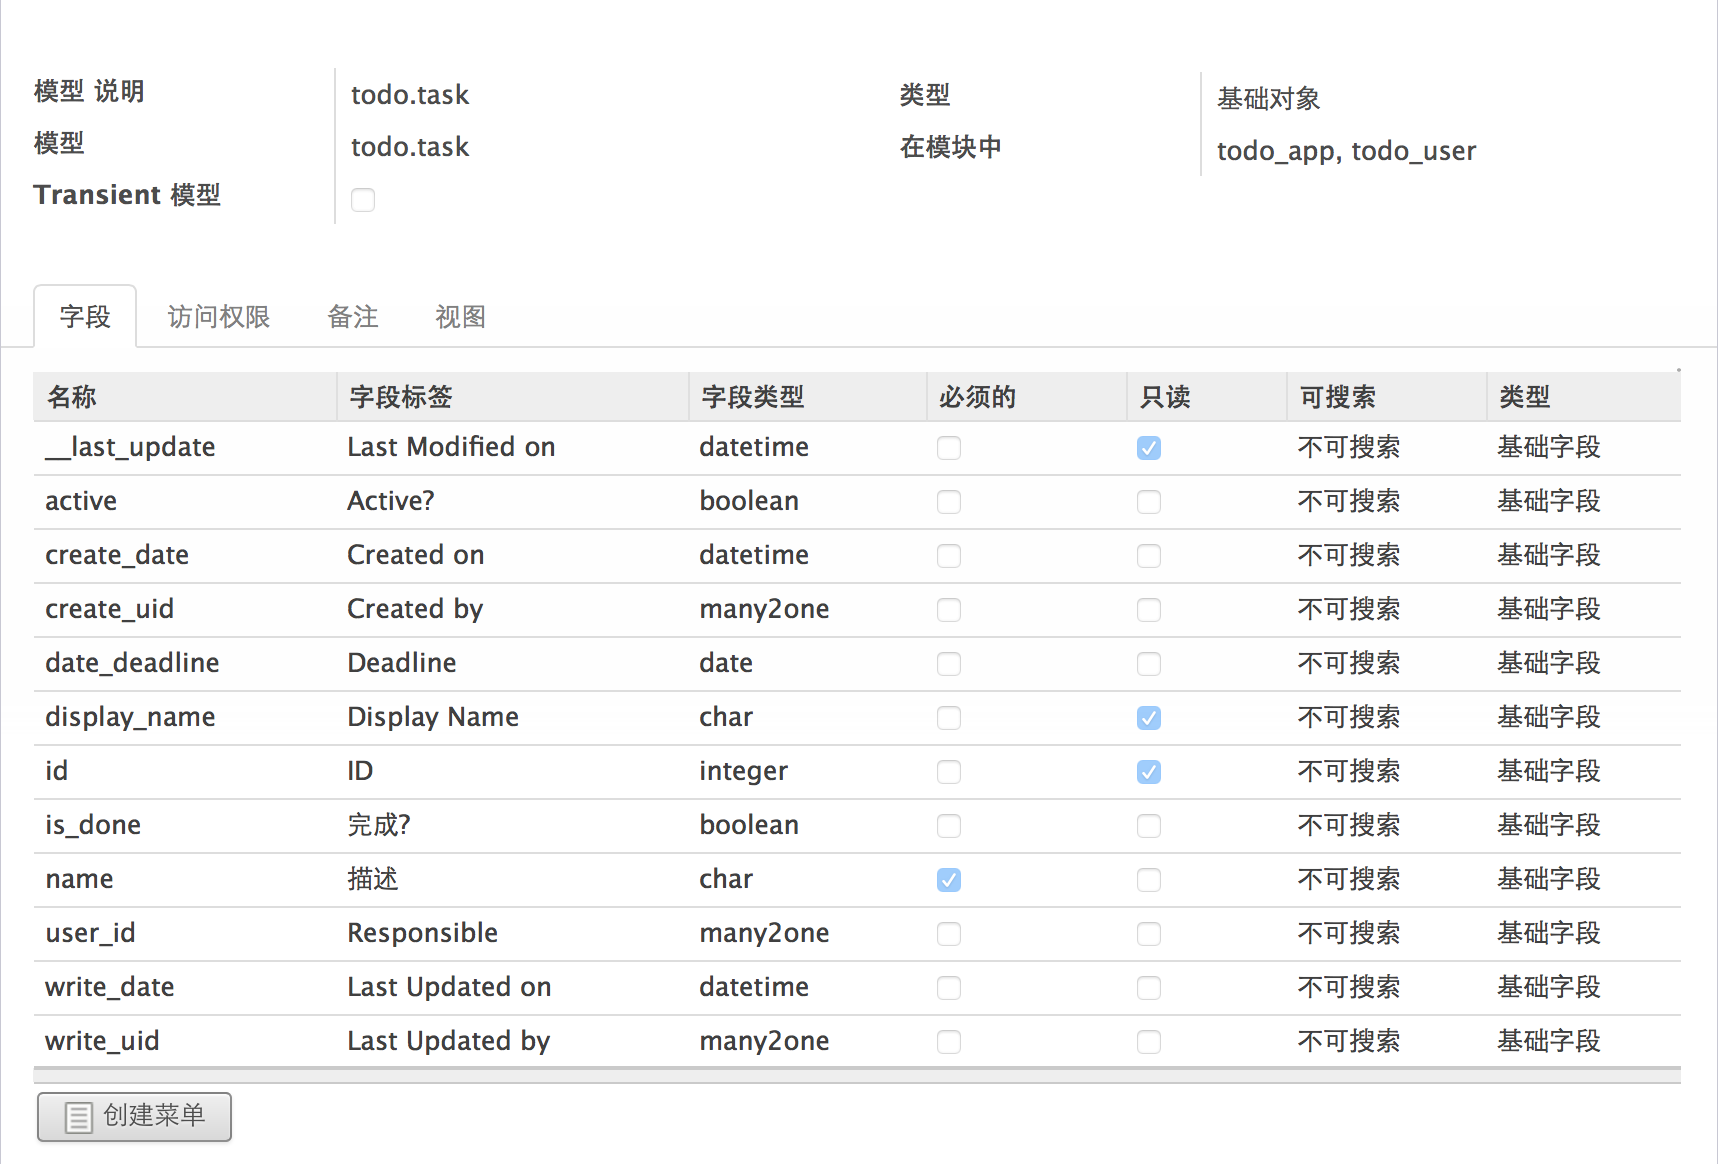 模型 说明 todo.task 类型 基础对象
模型 todo.task 在模块中 todo_app, todo_user
Transient 模型
字段 访问权限 备注 视图
名称 字段标签 字段类型 必须的 只读 可搜索 类型
__last_update Last Modified on datetime 不可搜索 基础字段
active Active? boolean 不可搜索 基础字段
create_date Created on datetime 不可搜索 基础字段
create_uid Created by many2one 不可搜索 基础字段
date_deadline Deadline date 不可搜索 基础字段
display_name Display Name char 不可搜索 基础字段
id ID integer 不可搜索 基础字段
is_done 完成? boolean 不可搜索 基础字段
name 描述 char 不可搜索 基础字段
user_id Responsible many2one 不可搜索 基础字段
write_date Last Updated on datetime 不可搜索 基础字段
write_uid Last Updated by many2one 不可搜索 基础字段
创建菜单